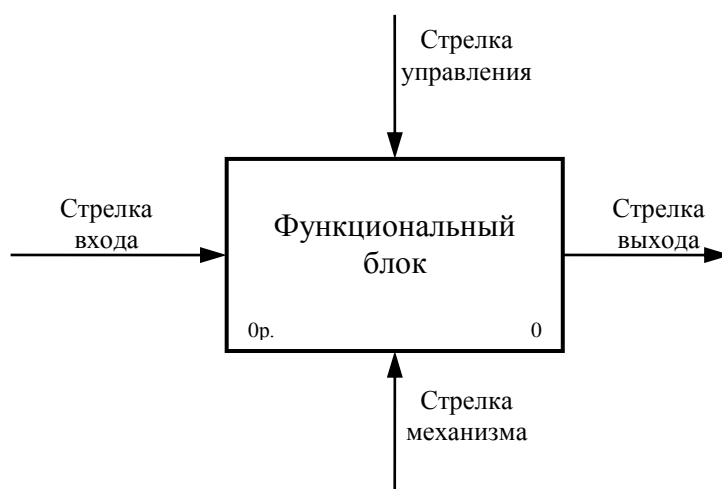 Стрелка
управления
Стрелка
входа
Функциональный
блок
Стрелка
выхода
0р.
0
Стрелка
механизма